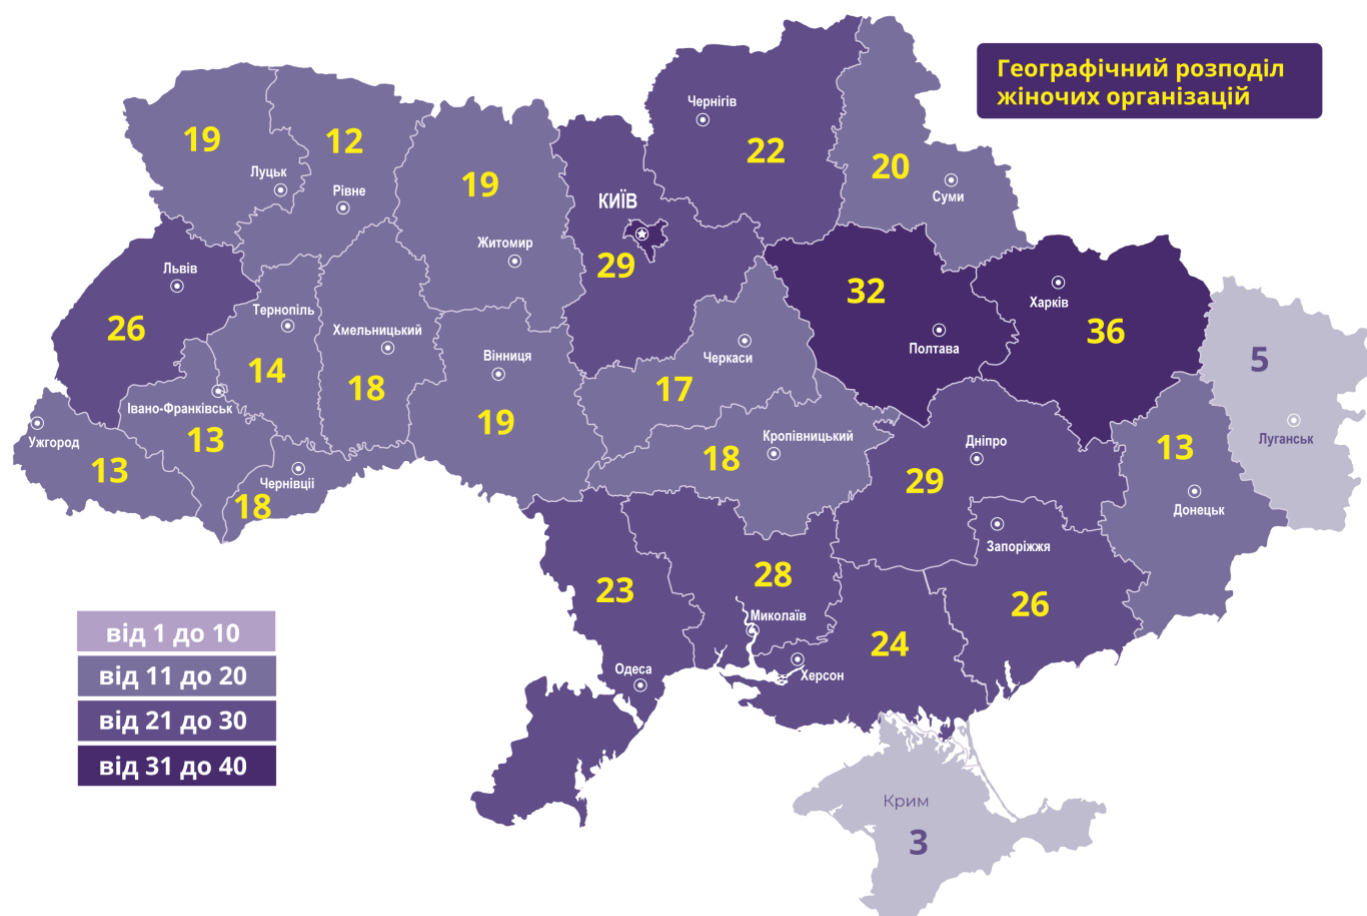 Географічний розподіл
жіночих організацій
Чернігів
22
20
Суми
19
Луцьк
12
Рівне
19
Житомир
КИЇВ
29
Львів
26
Тернопіль
14
Хмельницький
18
Вінниця
19
Черкаси
17
32
Полтава
Харків
36
5
Луганськ
Ужгород
13
Івано-Франківськ
13
Чернівціі
18
Кропівницький
18
Дніпро
29
13
Донецьк
Запоріжжя
26
23
Одеса
28
Миколаїв
24
Херсон
Крим
3
від 1 до 10
від 11 до 20
від 21 до 30
від 31 до 40